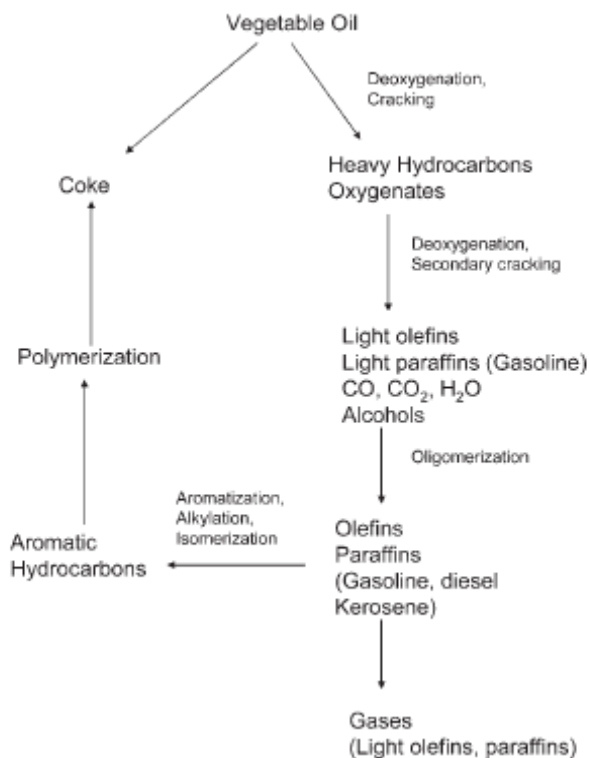 Vegetable Oil
Deoxygenation,
Cracking
Coke
Heavy Hydrocarbons
Oxygenates
Deoxygenation,
Secondary cracking
Polymerization
Light olefins
Light paraffins (Gasoline)
CO, CO₂, H₂O
Alcohols
Oligomerization
Aromatization,
Alkylation,
Isomerization
Aromatic
Hydrocarbons
Olefins
Paraffins
(Gasoline, diesel
Kerosene)
Gases
(Light olefins, paraffins)